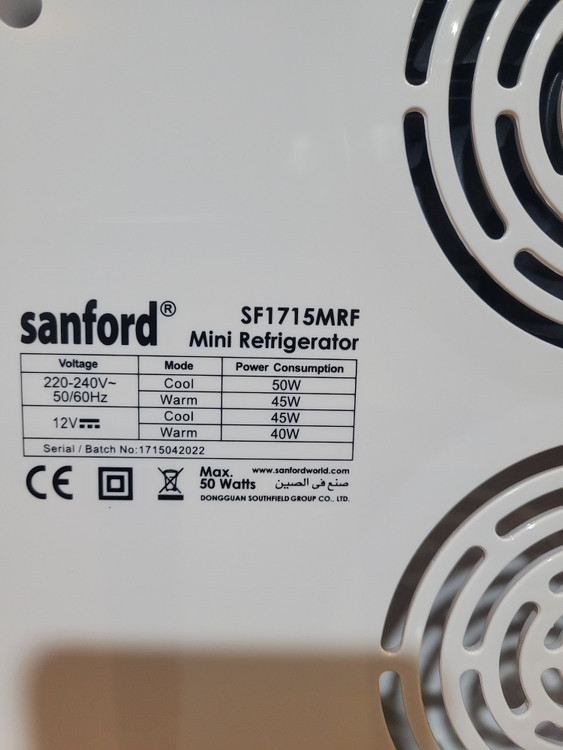 sanford®
SF1715MRF
Mini Refrigerator
Voltage Mode Power Consumption
220-240V~ 50/60Hz Cool 50W
Warm 45W
12V⎓ Cool 45W
Warm 40W
Serial / Batch No:1715042022
CE
Max. 50 Watts
www.sanfordworld.com
صنع في الصين
DONGGUAN SOUTHFIELD GROUP CO., LTD.